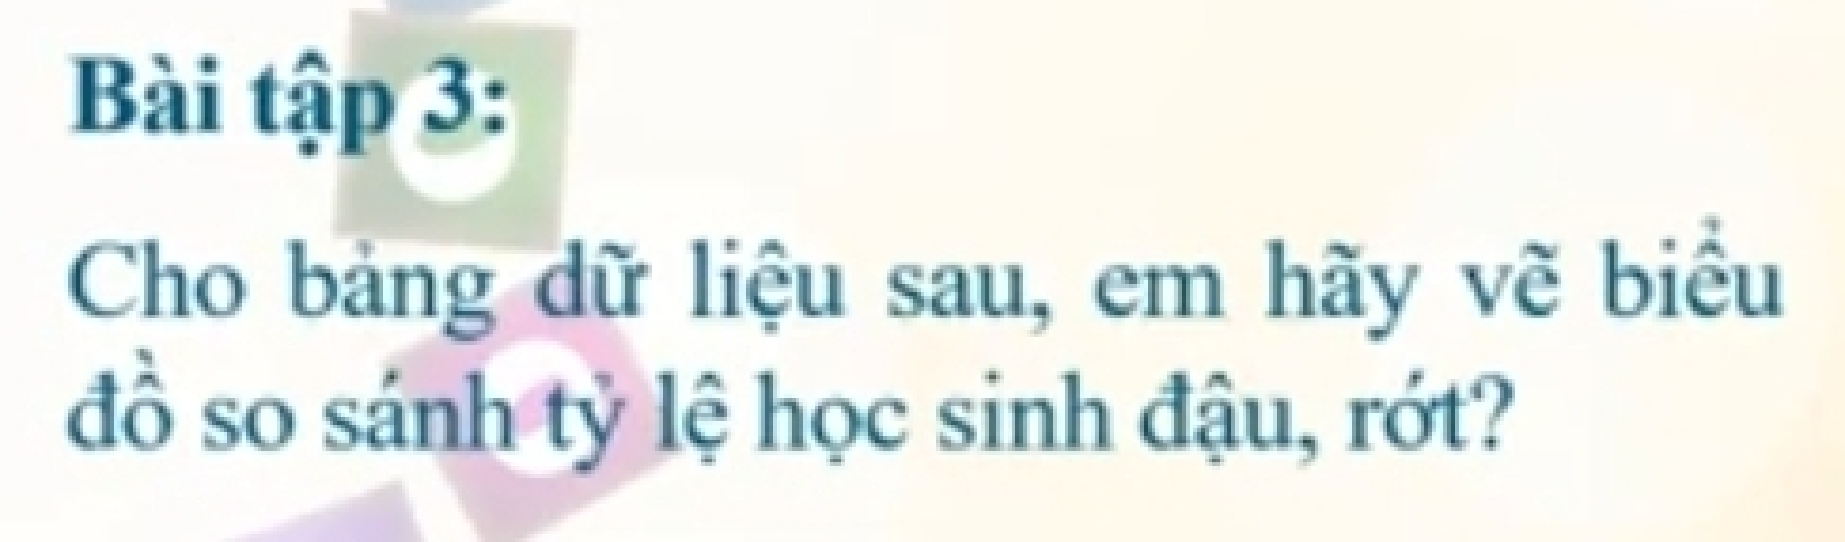 Bài tập 3:
Cho bảng dữ liệu sau, em hãy vẽ biểu
đồ so sánh tỷ lệ học sinh đậu, rớt?